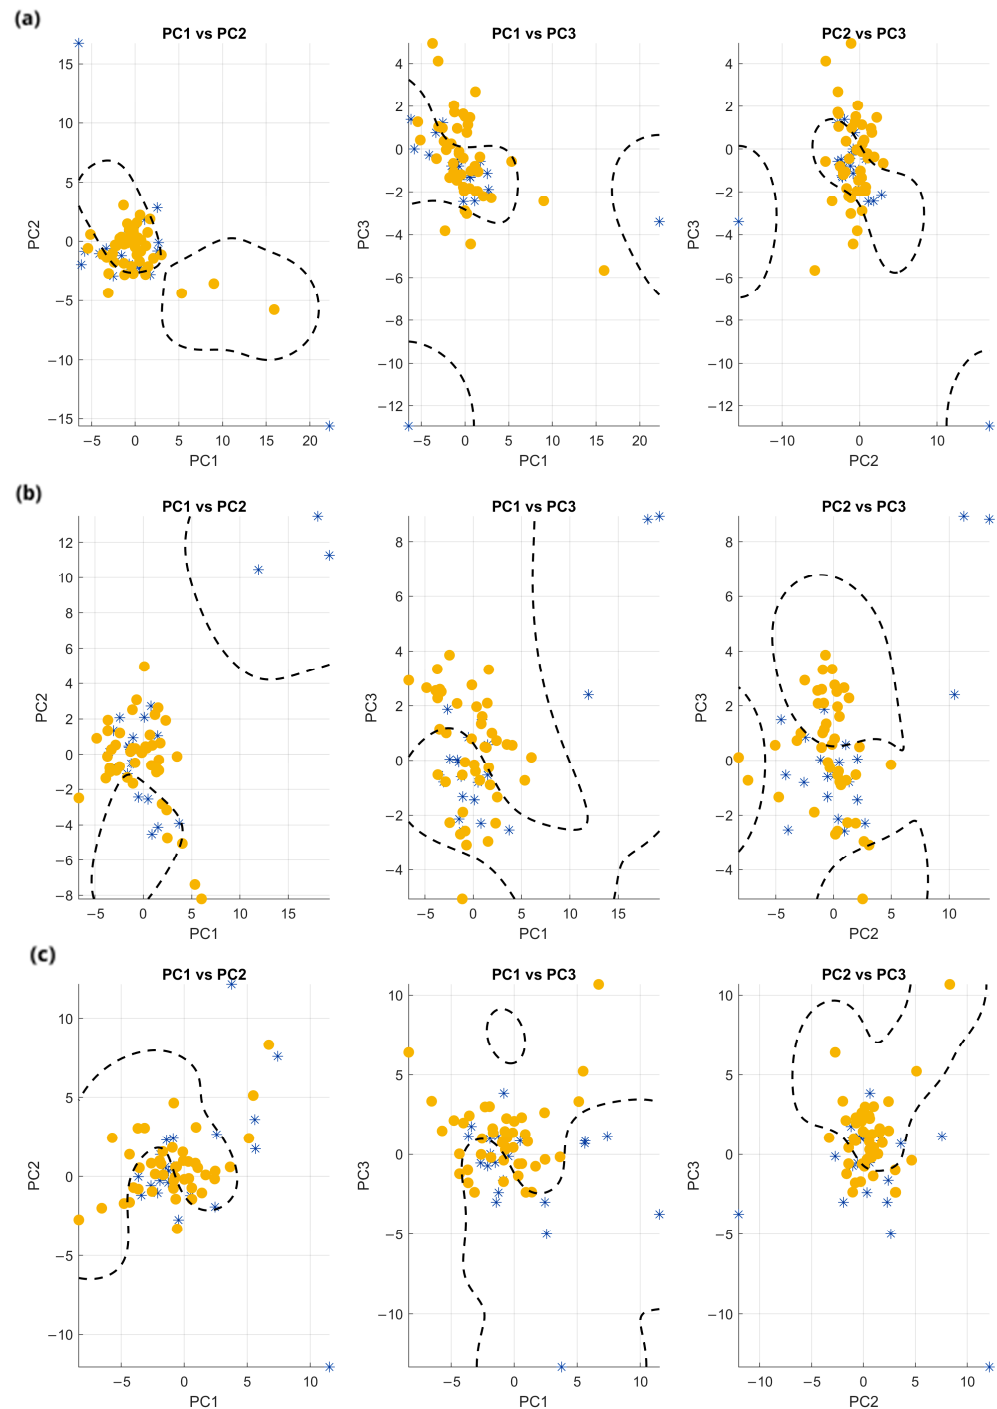 (a)
PC1 vs PC2
PC2
15
10
5
0
−5
−10
−15
−5 0 5 10 15 20
PC1
PC1 vs PC3
PC3
4
2
0
−2
−4
−6
−8
−10
−12
−5 0 5 10 15 20
PC1
PC2 vs PC3
PC3
4
2
0
−2
−4
−6
−8
−10
−12
−10 0 10
PC2
(b)
PC1 vs PC2
PC2
12
10
8
6
4
2
0
−2
−4
−6
−8
−5 0 5 10 15
PC1
PC1 vs PC3
PC3
8
6
4
2
0
−2
−4
−5 0 5 10 15
PC1
PC2 vs PC3
PC3
8
6
4
2
0
−2
−4
−5 0 5 10
PC2
(c)
PC1 vs PC2
PC2
10
5
0
−5
−10
−5 0 5 10
PC1
PC1 vs PC3
PC3
10
5
0
−5
−10
−5 0 5 10
PC1
PC2 vs PC3
PC3
10
5
0
−5
−10
−10 −5 0 5 10
PC2